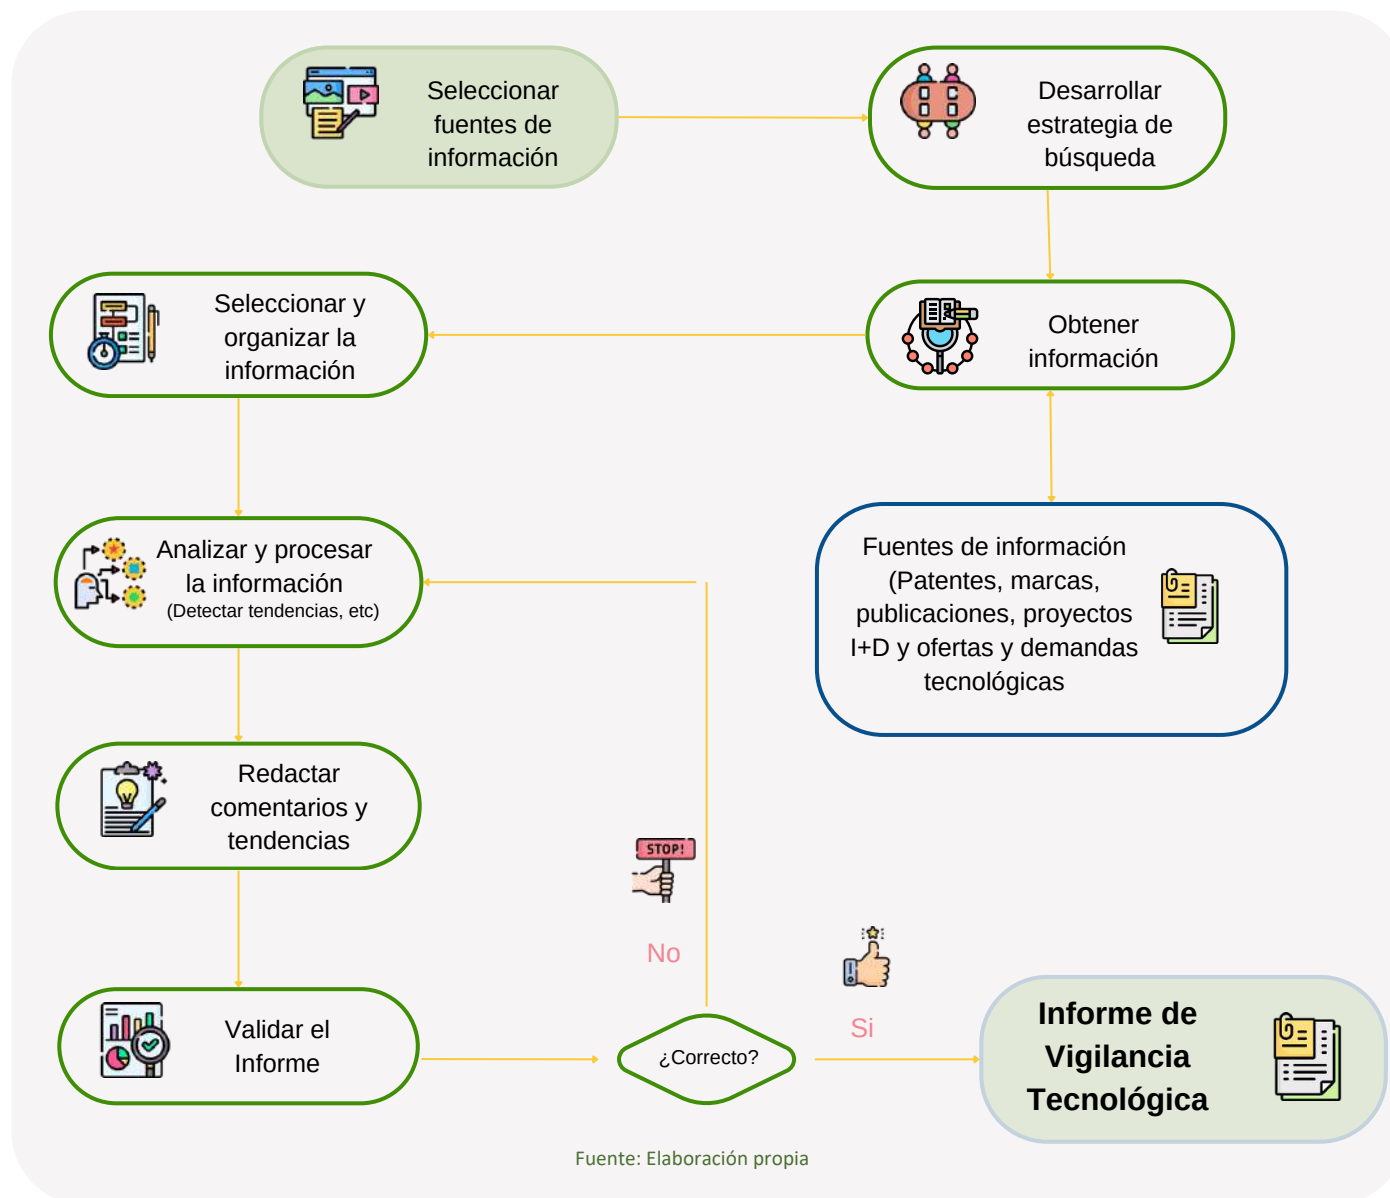 Seleccionar
fuentes de
información
Desarrollar
estrategia de
búsqueda
Seleccionar y
organizar la
información
Obtener
información
Analizar y procesar
la información
(Detectar tendencias, etc)
Fuentes de información
(Patentes, marcas,
publicaciones, proyectos
I+D y ofertas y demandas
tecnológicas
Redactar
comentarios y
tendencias
STOP!
No
Si
Validar el
Informe
¿Correcto?
Informe de
Vigilancia
Tecnológica
Fuente: Elaboración propia